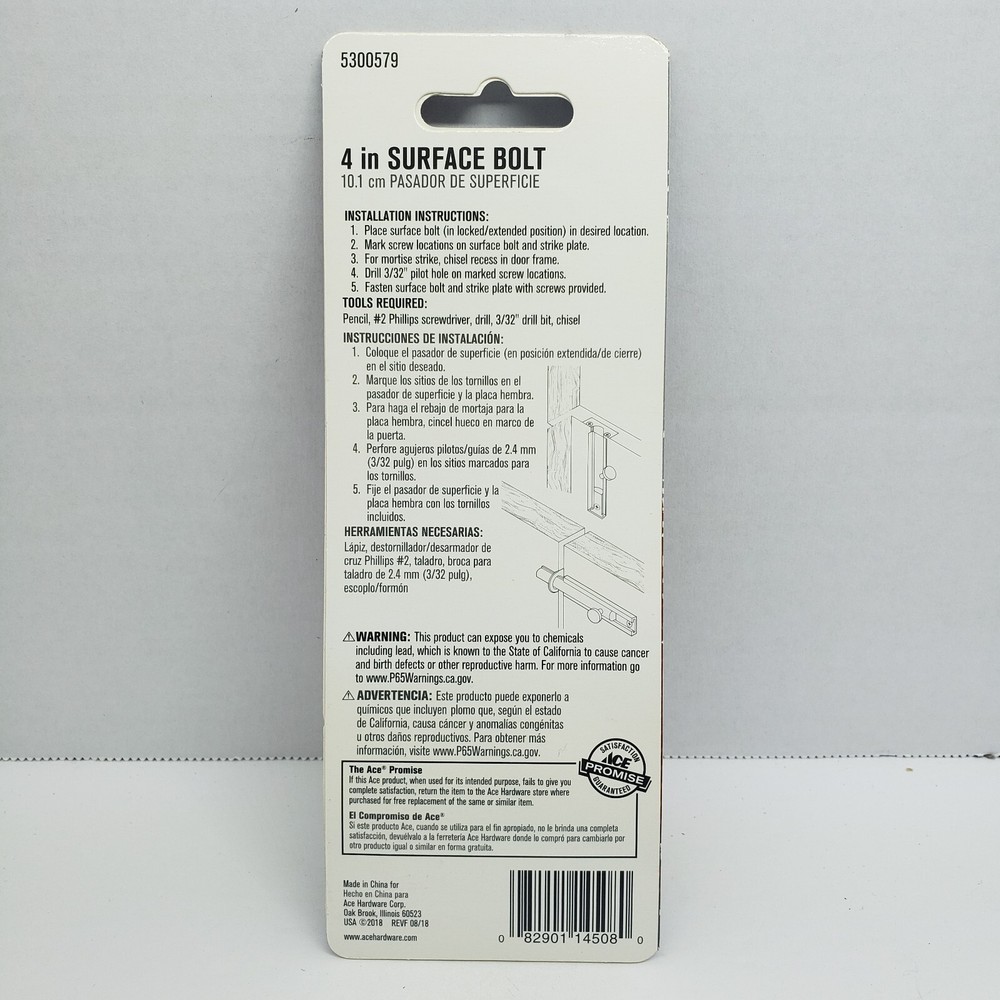 5300579
4 in SURFACE BOLT
10.1 cm PASADOR DE SUPERFICIE
INSTALLATION INSTRUCTIONS:
1. Place surface bolt (in locked/extended position) in desired location.
2. Mark screw locations on surface bolt and strike plate.
3. For mortise strike, chisel recess in door frame.
4. Drill 3/32" pilot hole on marked screw locations.
5. Fasten surface bolt and strike plate with screws provided.
TOOLS REQUIRED:
Pencil, #2 Phillips screwdriver, drill, 3/32" drill bit, chisel
INSTRUCCIONES DE INSTALACIÓN:
1. Coloque el pasador de superficie (en posición extendida/de cierre)
en el sitio deseado.
2. Marque los sitios de los tornillos en el
pasador de superficie y la placa hembra.
3. Para haga el rebajo de mortaja para la
placa hembra, cincel hueco en marco de
la puerta.
4. Perfore agujeros pilotos/guías de 2.4 mm
(3/32 pulg) en los sitios marcados para
los tornillos.
5. Fije el pasador de superficie y la
placa hembra con los tornillos
incluidos.
HERRAMIENTAS NECESARIAS:
Lápiz, destornillador/desarmador de
cruz Phillips #2, taladro, broca para
taladro de 2.4 mm (3/32 pulg),
escoplo/formón
⚠WARNING: This product can expose you to chemicals
including lead, which is known to the State of California to cause cancer
and birth defects or other reproductive harm. For more information go
to www.P65Warnings.ca.gov.
⚠ADVERTENCIA: Este producto puede exponerlo a
químicos que incluyen plomo que, según el estado
de California, causa cáncer y anomalías congénitas
u otros daños reproductivos. Para obtener más
información, visite www.P65Warnings.ca.gov.
SATISFACTION
ACE
PROMISE
GUARANTEED
The Ace® Promise
If this Ace product, when used for its intended purpose, fails to give you
complete satisfaction, return the item to the Ace Hardware store where
purchased for free replacement of the same or similar item.
El Compromiso de Ace®
Si este producto Ace, cuando se utiliza para el fin apropiado, no le brinda una completa
satisfacción, devuélvalo a la ferretería Ace Hardware donde lo compró para cambiarlo por
otro producto igual o similar en forma gratuita.
Made in China for
Hecho en China para
Ace Hardware Corp.
Oak Brook, Illinois 60523
USA ©2018 REVF 08/18
www.acehardware.com
0 82901 14508 0